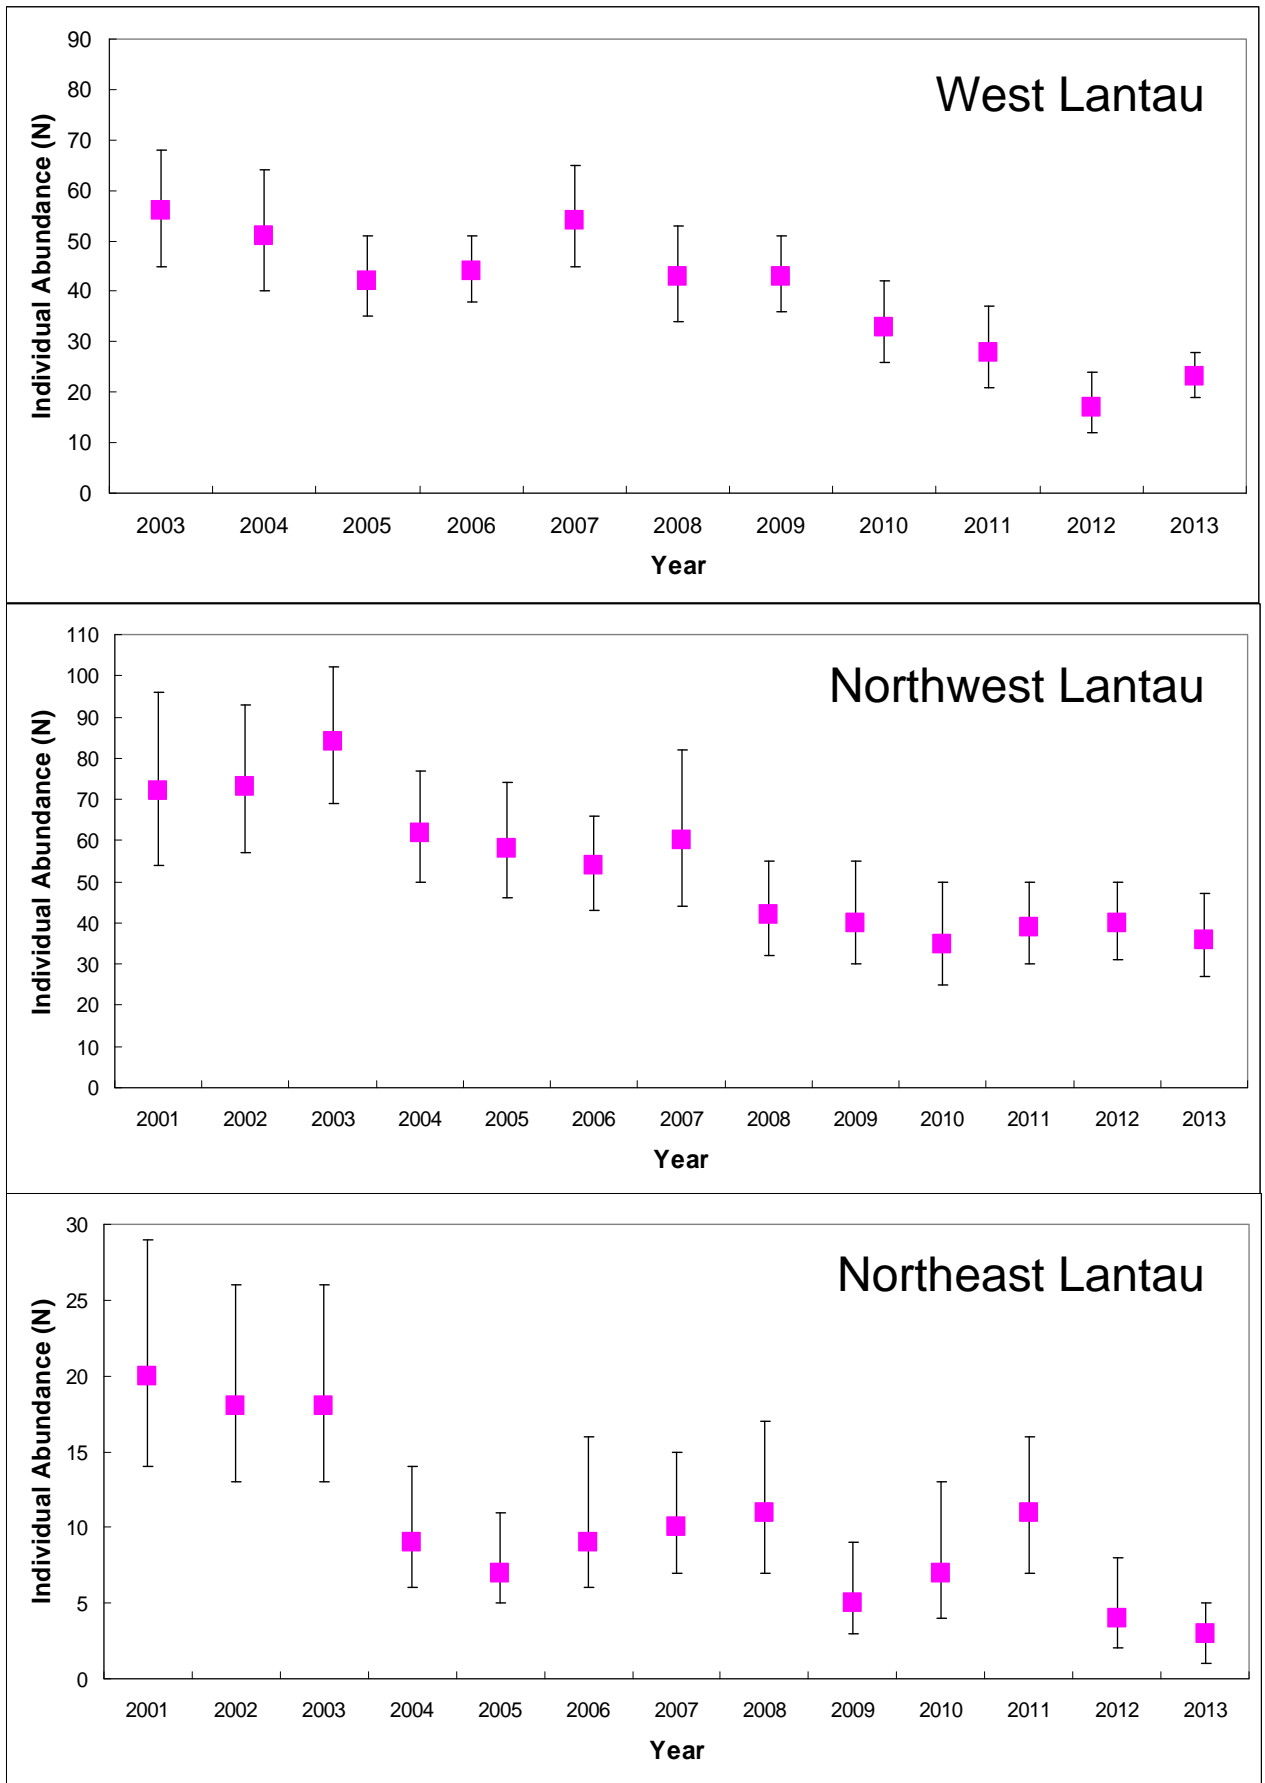 West Lantau
Individual Abundance (N)
90
80
70
60
50
40
30
20
10
0
2003 2004 2005 2006 2007 2008 2009 2010 2011 2012 2013
Year
Northwest Lantau
Individual Abundance (N)
110
100
90
80
70
60
50
40
30
20
10
0
2001 2002 2003 2004 2005 2006 2007 2008 2009 2010 2011 2012 2013
Year
Northeast Lantau
Individual Abundance (N)
30
25
20
15
10
5
0
2001 2002 2003 2004 2005 2006 2007 2008 2009 2010 2011 2012 2013
Year